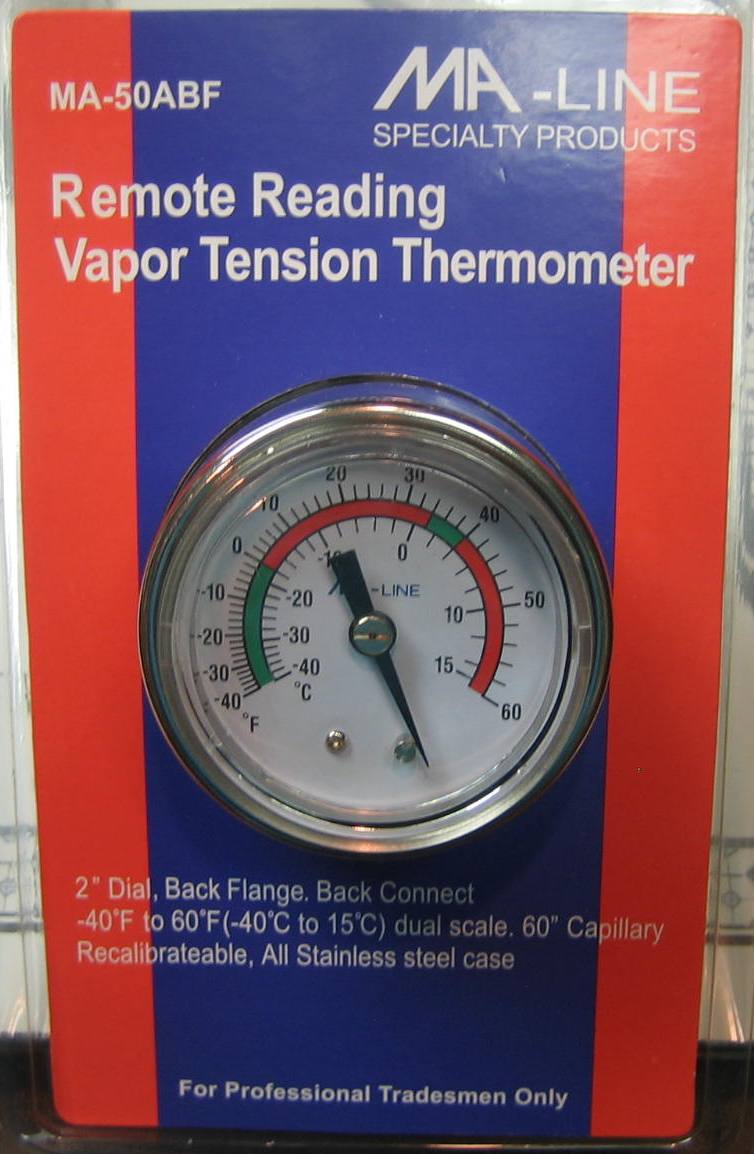 MA-50ABF
MA-LINE
SPECIALTY PRODUCTS
Remote Reading
Vapor Tension Thermometer
20 30
10 40
0 -10 0
-10 -20 -LINE 10 50
-20 -30
-30 -40 15
-40 °C 60
°F
2" Dial, Back Flange. Back Connect
-40°F to 60°F(-40°C to 15°C) dual scale. 60" Capillary
Recalibrateable, All Stainless steel case
For Professional Tradesmen Only